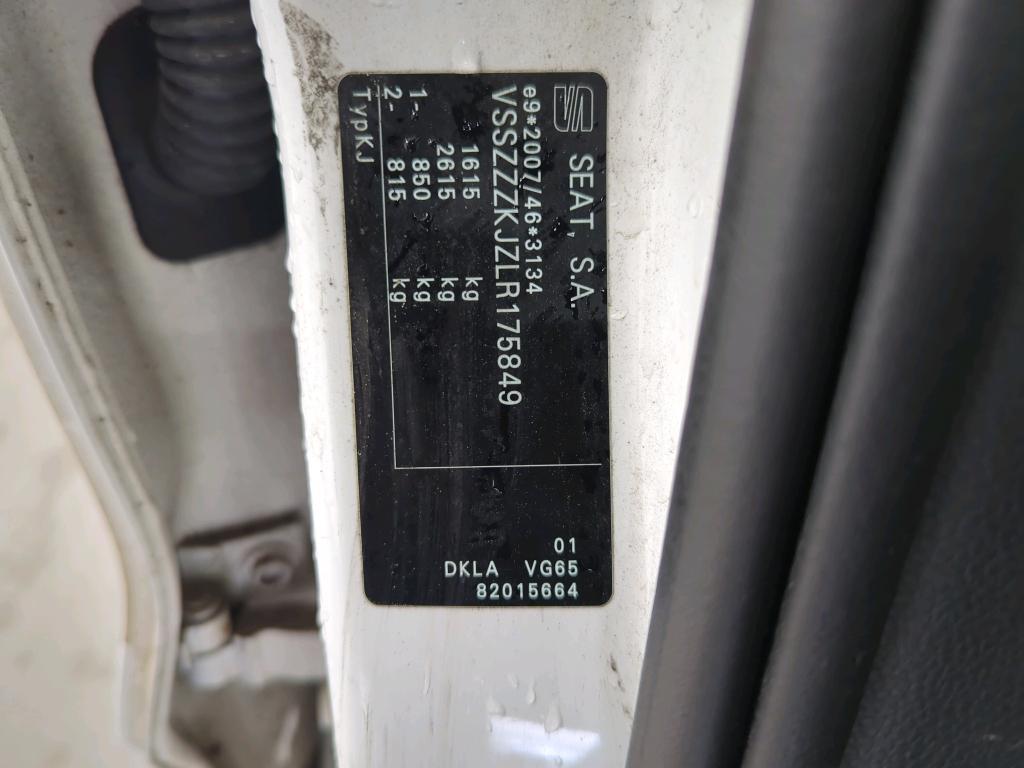 SEAT, S.A.
e9*2007/46*3134
VSSZZZKJZLR175849
1615 kg
2615 kg
1- 850 kg
2- 815 kg
TypKJ
01
DKLA VG65
82015664